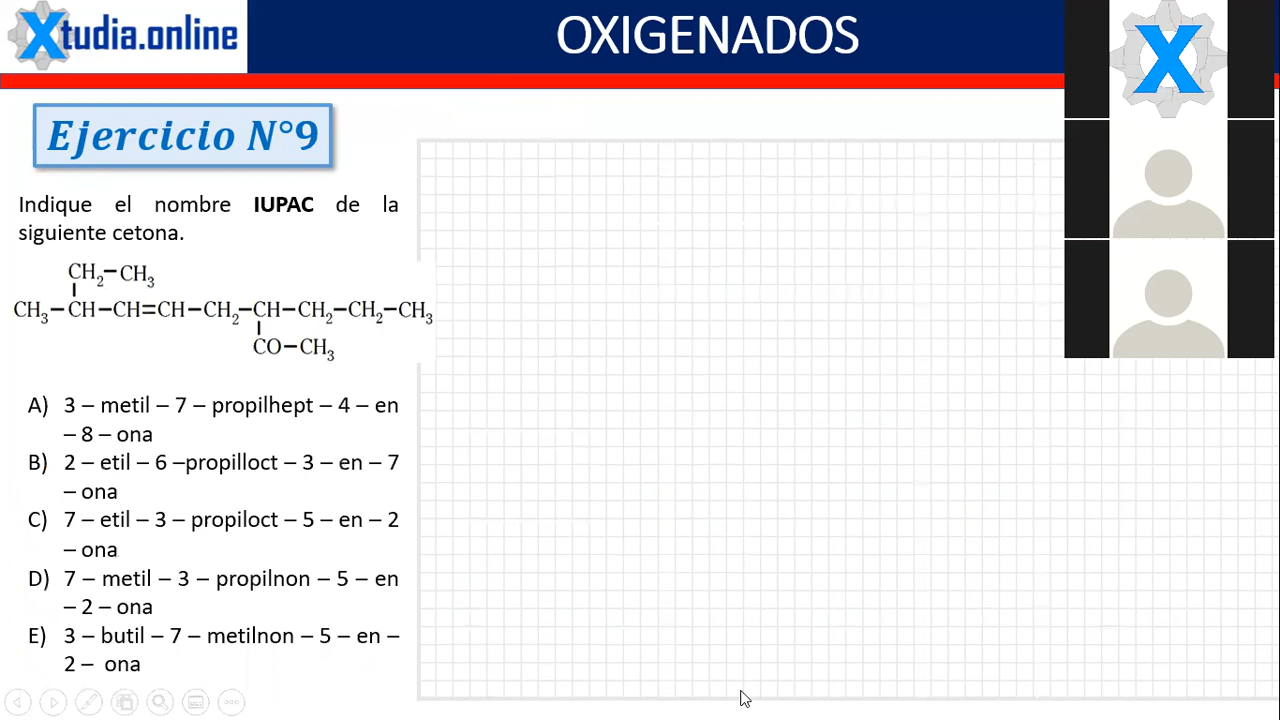 Xtudia.online
OXIGENADOS
X
Ejercicio N°9
Indique el nombre IUPAC de la
siguiente cetona.
CH₂–CH₃
CH₃–CH–CH=CH–CH₂–CH–CH₂–CH₂–CH₃
CO–CH₃
A) 3 – metil – 7 – propilhept – 4 – en
– 8 – ona
B) 2 – etil – 6 –propilloct – 3 – en – 7
– ona
C) 7 – etil – 3 – propiloct – 5 – en – 2
– ona
D) 7 – metil – 3 – propilnon – 5 – en
– 2 – ona
E) 3 – butil – 7 – metilnon – 5 – en –
2 – ona